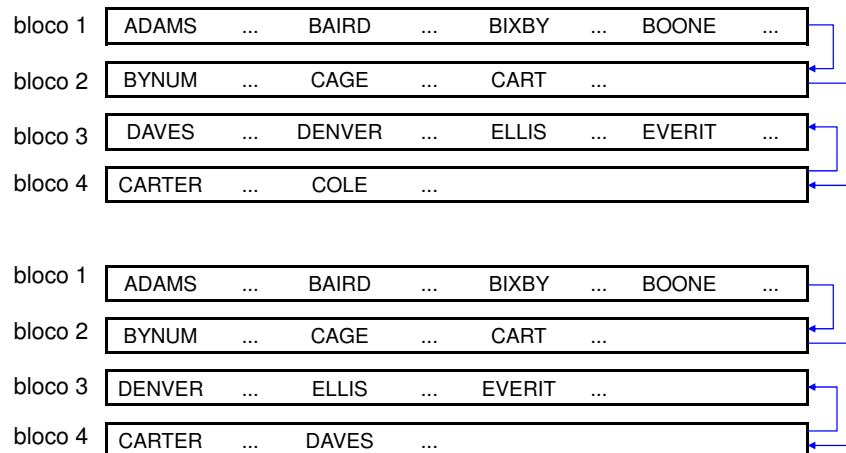 bloco 1 ADAMS ... BAIRD ... BIXBY ... BOONE ...
bloco 2 BYNUM ... CAGE ... CART ...
bloco 3 DAVES ... DENVER ... ELLIS ... EVERIT ...
bloco 4 CARTER ... COLE ...
bloco 1 ADAMS ... BAIRD ... BIXBY ... BOONE ...
bloco 2 BYNUM ... CAGE ... CART ...
bloco 3 DENVER ... ELLIS ... EVERIT ...
bloco 4 CARTER ... DAVES ...